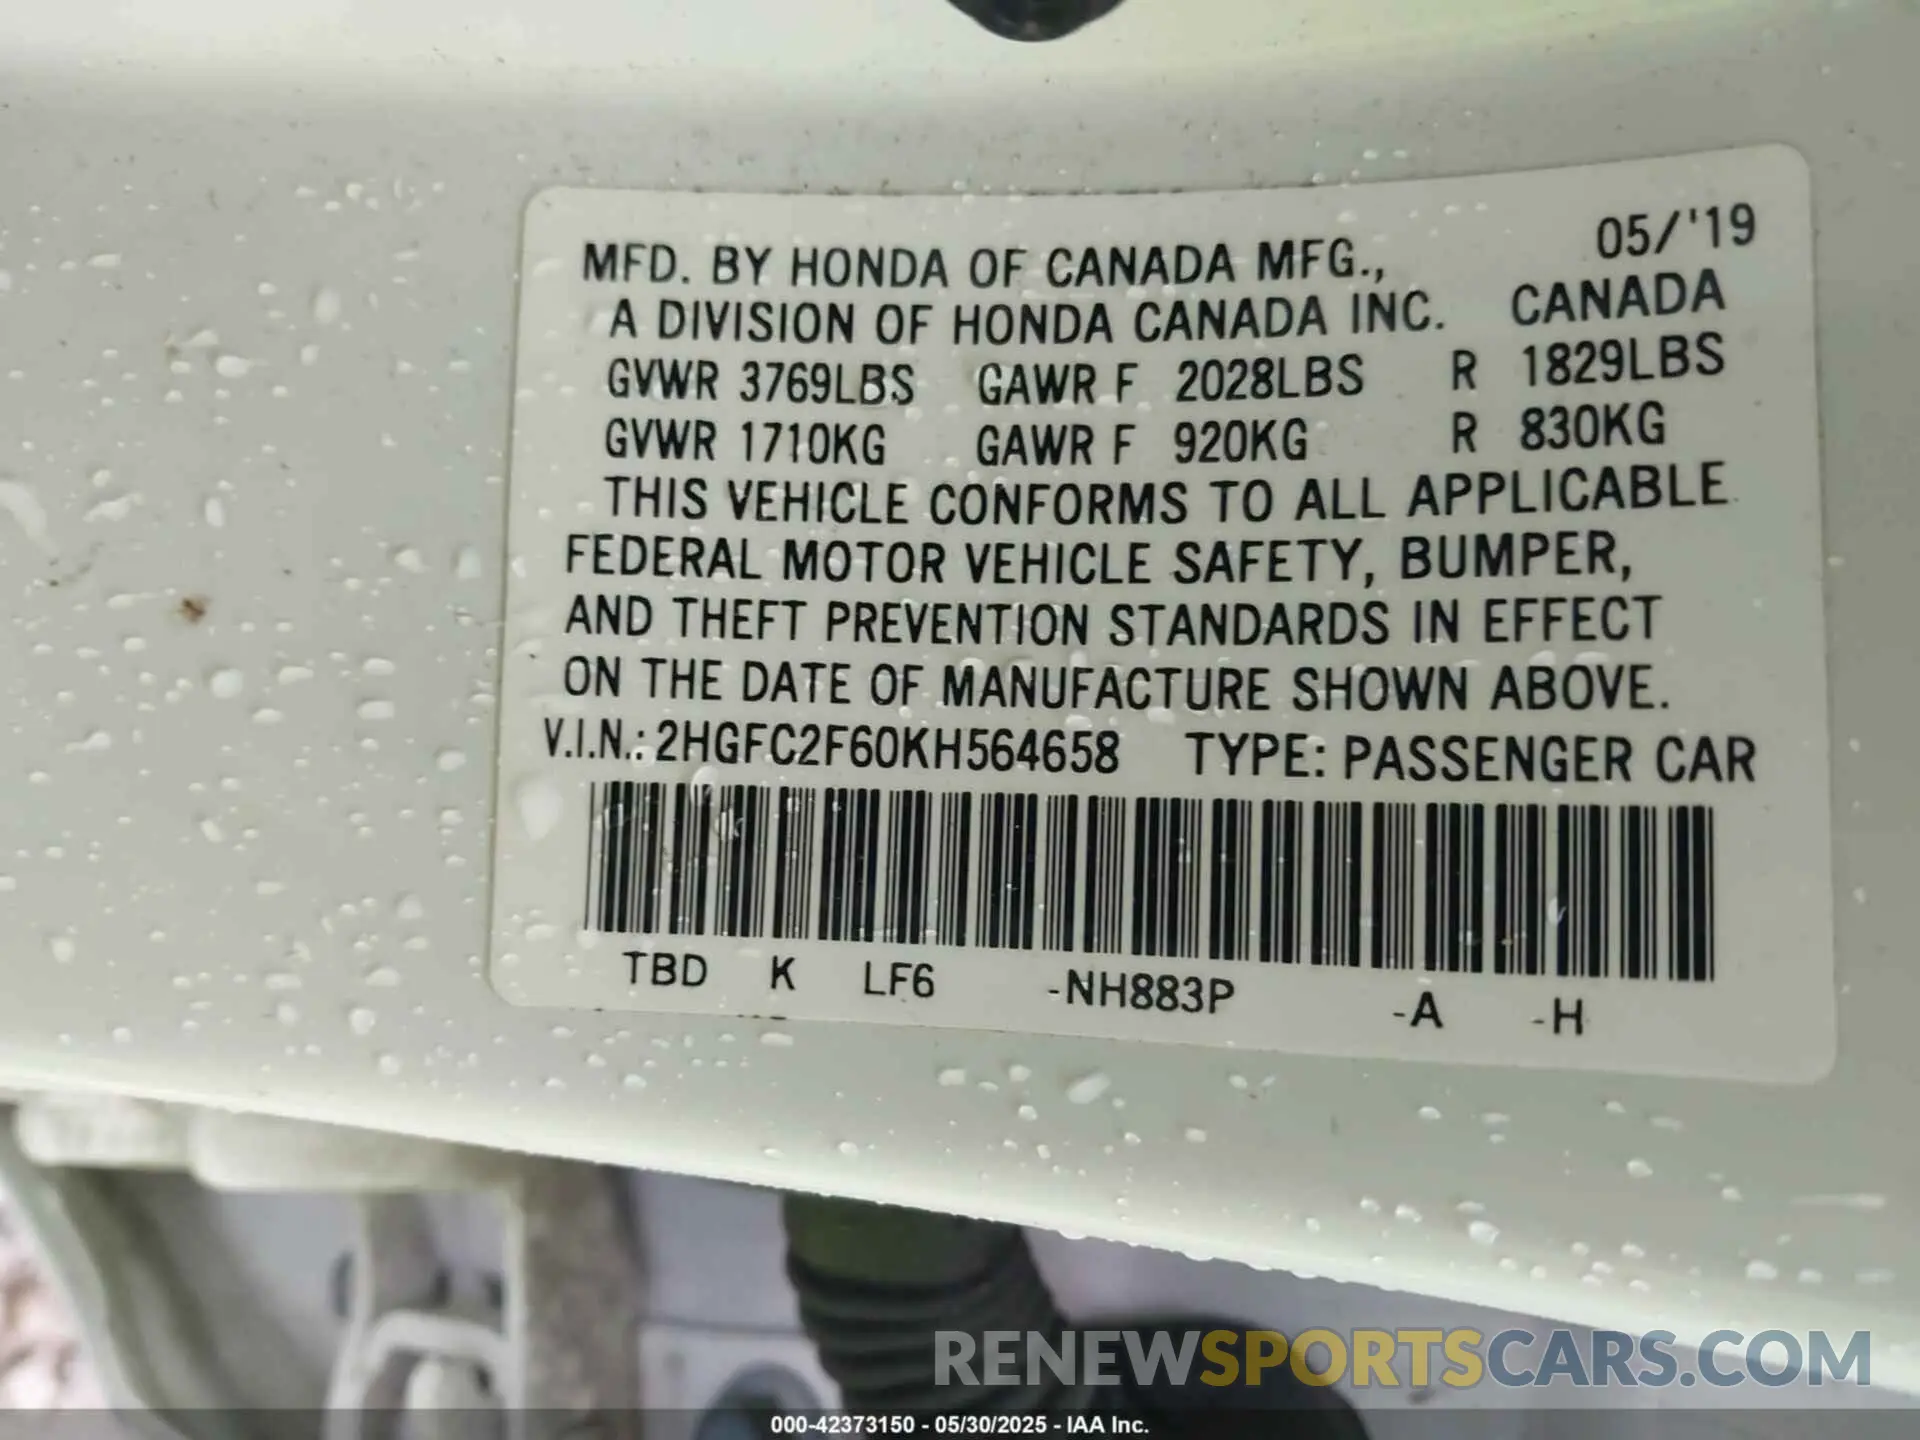 05/'19
MFD. BY HONDA OF CANADA MFG.,
A DIVISION OF HONDA CANADA INC. CANADA
GVWR 3769LBS GAWR F 2028LBS R 1829LBS
GVWR 1710KG GAWR F 920KG R 830KG
THIS VEHICLE CONFORMS TO ALL APPLICABLE
FEDERAL MOTOR VEHICLE SAFETY, BUMPER,
AND THEFT PREVENTION STANDARDS IN EFFECT
ON THE DATE OF MANUFACTURE SHOWN ABOVE.
V.I.N.: 2HGFC2F60KH564658 TYPE: PASSENGER CAR
TBD K LF6 -NH883P -A -H
RENEWSPORTSCARS.COM
000-42373150 - 05/30/2025 - IAA Inc.